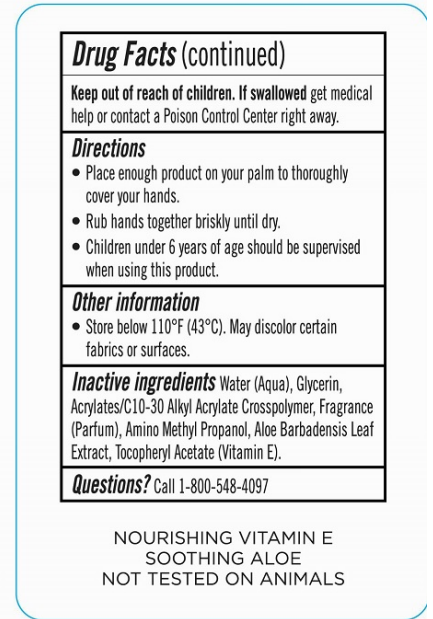 Drug Facts (continued)
Keep out of reach of children. If swallowed get medical
help or contact a Poison Control Center right away.
Directions
• Place enough product on your palm to thoroughly
cover your hands.
• Rub hands together briskly until dry.
• Children under 6 years of age should be supervised
when using this product.
Other information
• Store below 110°F (43°C). May discolor certain
fabrics or surfaces.
Inactive ingredients Water (Aqua), Glycerin,
Acrylates/C10-30 Alkyl Acrylate Crosspolymer, Fragrance
(Parfum), Amino Methyl Propanol, Aloe Barbadensis Leaf
Extract, Tocopheryl Acetate (Vitamin E).
Questions? Call 1-800-548-4097
NOURISHING VITAMIN E
SOOTHING ALOE
NOT TESTED ON ANIMALS